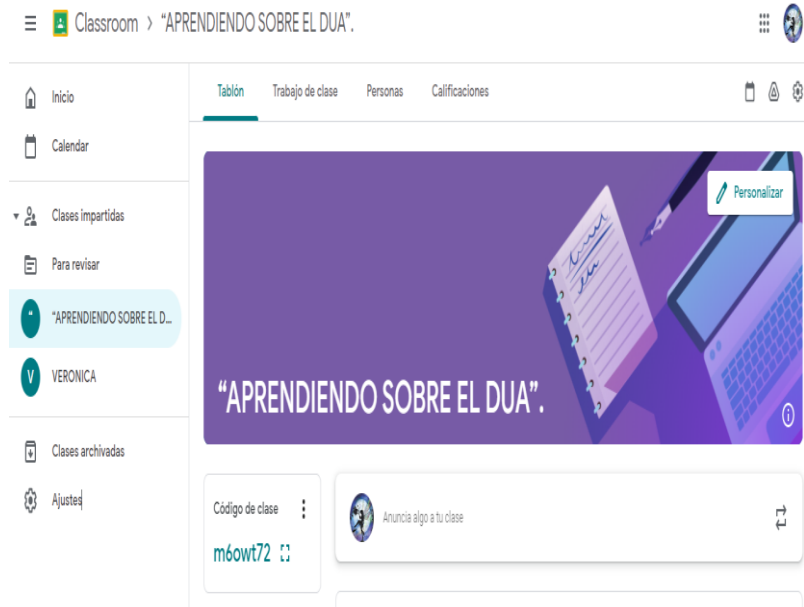 Classroom > “APRENDIENDO SOBRE EL DUA”.
Inicio
Calendar
Clases impartidas
Para revisar
“
“APRENDIENDO SOBRE EL D...
V
VERONICA
Clases archivadas
Ajustes
Tablón Trabajo de clase Personas Calificaciones
Personalizar
“APRENDIENDO SOBRE EL DUA”.
Código de clase
m6owt72
Anuncia algo a tu clase